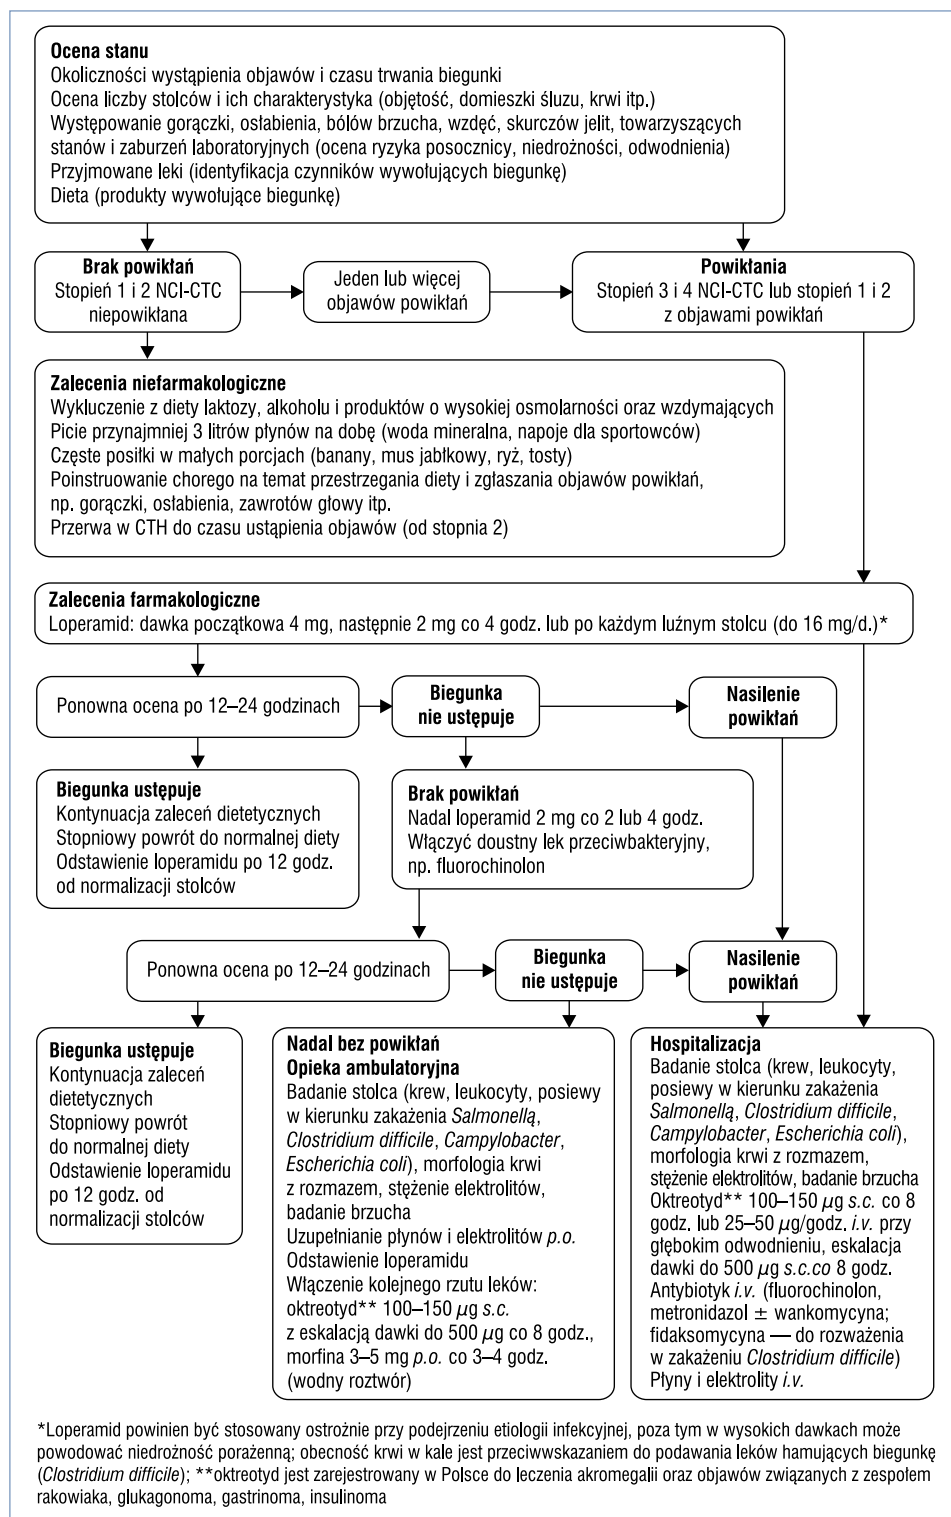 Ocena stanu
Okoliczności wystąpienia objawów i czasu trwania biegunki
Ocena liczby stolców i ich charakterystyka (objętość, domieszki śluzu, krwi itp.)
Występowanie gorączki, osłabienia, bólów brzucha, wzdęć, skurczów jelit, towarzyszących
stanów i zaburzeń laboratoryjnych (ocena ryzyka posocznicy, niedrożności, odwodnienia)
Przyjmowane leki (identyfikacja czynników wywołujących biegunkę)
Dieta (produkty wywołujące biegunkę)
Brak powikłań
Stopień 1 i 2 NCI-CTC
niepowikłana
Jeden lub więcej
objawów powikłań
Powikłania
Stopień 3 i 4 NCI-CTC lub stopień 1 i 2
z objawami powikłań
Zalecenia niefarmakologiczne
Wykluczenie z diety laktozy, alkoholu i produktów o wysokiej osmolarności oraz wzdymających
Picie przynajmniej 3 litrów płynów na dobę (woda mineralna, napoje dla sportowców)
Częste posiłki w małych porcjach (banany, mus jabłkowy, ryż, tosty)
Poinstruowanie chorego na temat przestrzegania diety i zgłaszania objawów powikłań,
np. gorączki, osłabienia, zawrotów głowy itp.
Przerwa w CTH do czasu ustąpienia objawów (od stopnia 2)
Zalecenia farmakologiczne
Loperamid: dawka początkowa 4 mg, następnie 2 mg co 4 godz. lub po każdym luźnym stolcu (do 16 mg/d.)*
Ponowna ocena po 12–24 godzinach
Biegunka
nie ustępuje
Nasilenie
powikłań
Biegunka ustępuje
Kontynuacja zaleceń dietetycznych
Stopniowy powrót do normalnej diety
Odstawienie loperamidu po 12 godz.
od normalizacji stolców
Brak powikłań
Nadal loperamid 2 mg co 2 lub 4 godz.
Włączyć doustny lek przeciwbakteryjny,
np. fluorochinolon
Ponowna ocena po 12–24 godzinach
Biegunka
nie ustępuje
Nasilenie
powikłań
Biegunka ustępuje
Kontynuacja zaleceń
dietetycznych
Stopniowy powrót
do normalnej diety
Odstawienie loperamidu
po 12 godz. od
normalizacji stolców
Nadal bez powikłań
Opieka ambulatoryjna
Badanie stolca (krew, leukocyty, posiewy
w kierunku zakażenia Salmonellą,
Clostridium difficile, Campylobacter,
Escherichia coli), morfologia krwi
z rozmazem, stężenie elektrolitów,
badanie brzucha
Uzupełnianie płynów i elektrolitów p.o.
Odstawienie loperamidu
Włączenie kolejnego rzutu leków:
oktreotyd** 100–150 µg s.c.
z eskalacją dawki do 500 µg co 8 godz.,
morfina 3–5 mg p.o. co 3–4 godz.
(wodny roztwór)
Hospitalizacja
Badanie stolca (krew, leukocyty,
posiewy w kierunku zakażenia
Salmonellą, Clostridium difficile,
Campylobacter, Escherichia coli),
morfologia krwi z rozmazem,
stężenie elektrolitów, badanie brzucha
Oktreotyd** 100–150 µg s.c. co 8
godz. lub 25–50 µg/godz. i.v. przy
głębokim odwodnieniu, eskalacja
dawki do 500 µg s.c.co 8 godz.
Antybiotyk i.v. (fluorochinolon,
metronidazol ± wankomycyna;
fidaksomycyna — do rozważenia
w zakażeniu Clostridium difficile)
Płyny i elektrolity i.v.
*Loperamid powinien być stosowany ostrożnie przy podejrzeniu etiologii infekcyjnej, poza tym w wysokich dawkach może
powodować niedrożność porażenną; obecność krwi w kale jest przeciwwskazaniem do podawania leków hamujących biegunkę
(Clostridium difficile); **oktreotyd jest zarejestrowany w Polsce do leczenia akromegalii oraz objawów związanych z zespołem
rakowiaka, glukagonoma, gastrinoma, insulinoma